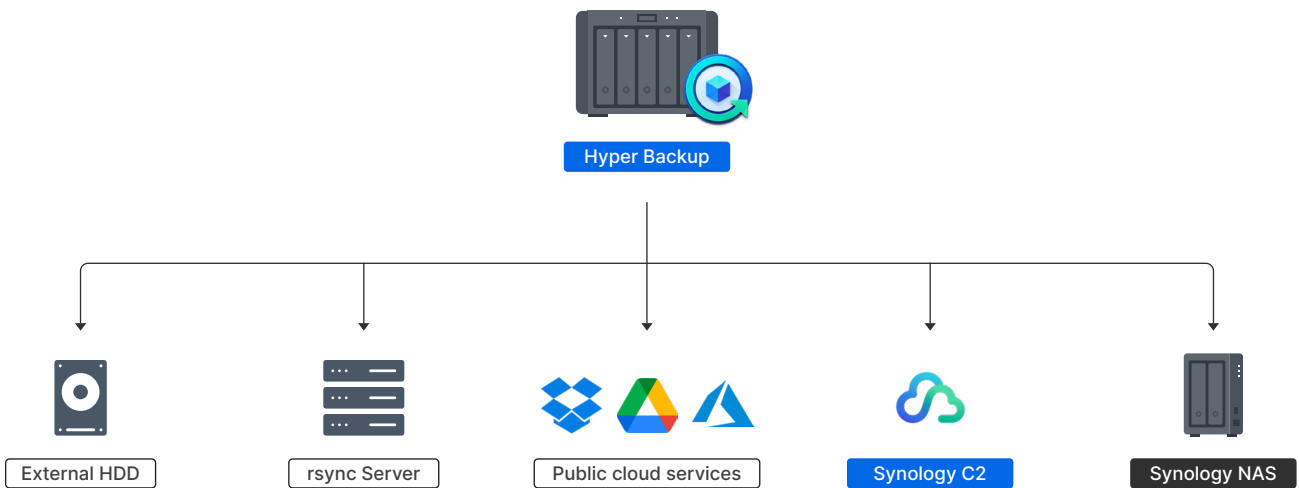 Hyper Backup
External HDD
rsync Server
Public cloud services
Synology C2
Synology NAS